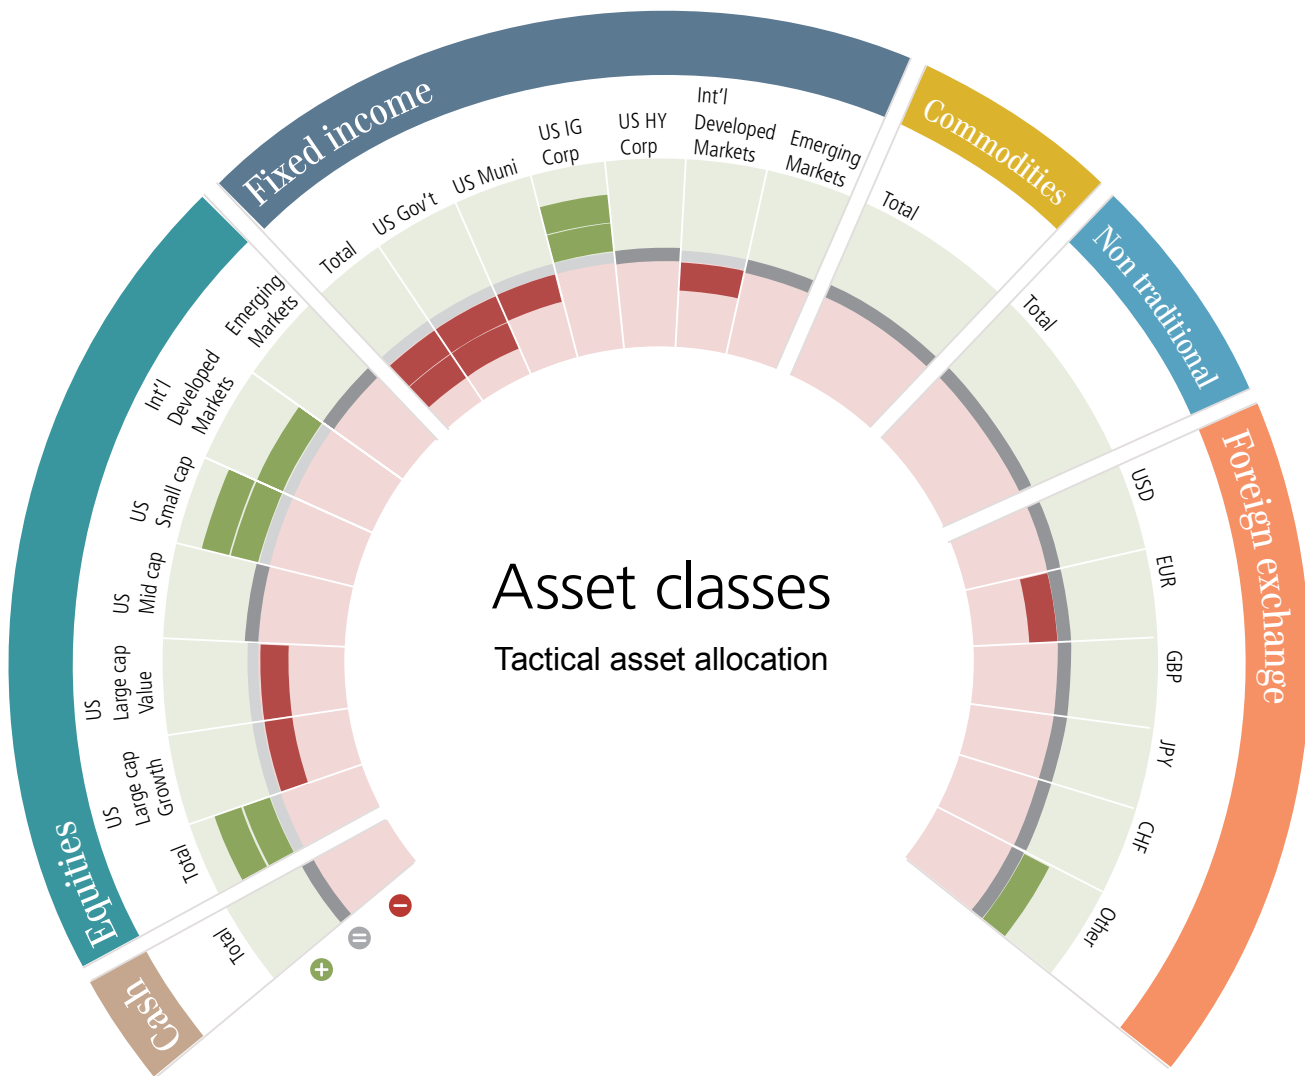 Asset classes
Tactical asset allocation
Cash
Total
Equities
Total
US
Large cap
Growth
US
Large cap
Value
US
Mid cap
US
Small cap
Int'l
Developed
Markets
Emerging
Markets
Fixed income
Total
US Gov't
US Muni
US IG
Corp
US HY
Corp
Int'l
Developed
Markets
Emerging
Markets
Commodities
Total
Non traditional
Total
Foreign exchange
USD
EUR
GBP
JPY
CHF
Other
+
=
−